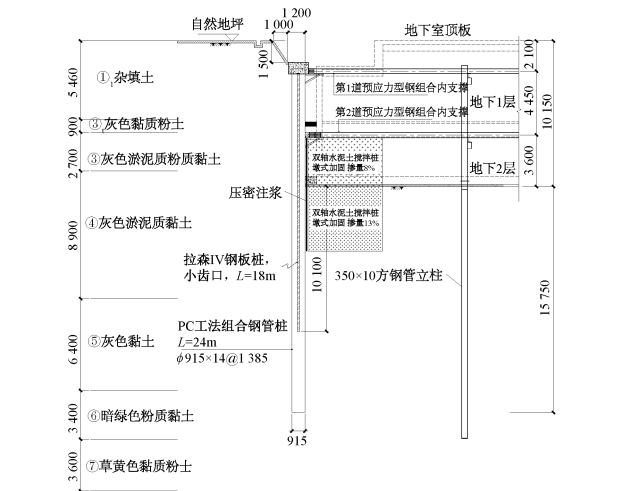 1 200
自然地坪
1 000
地下室顶板
1 500
2 100
5 460
①₁杂填土
第1道预应力型钢组合内支撑
地下1层
4 450
10 150
第2道预应力型钢组合内支撑
900
③₁灰色黏质粉土
2 700
③灰色淤泥质粉质黏土
双轴水泥土搅拌桩
墩式加固 掺量8%
地下2层
3 600
压密注浆
双轴水泥土搅拌桩
墩式加固 掺量13%
8 900
④灰色淤泥质黏土
拉森IV钢板桩,
小齿口, L=18m
10 100
350×10方钢管立柱
15 750
PC工法组合钢管桩
L=24m
ϕ915×14@1 385
6 400
⑤灰色黏土
3 400
⑥暗绿色粉质黏土
915
3 600
⑦草黄色黏质粉土